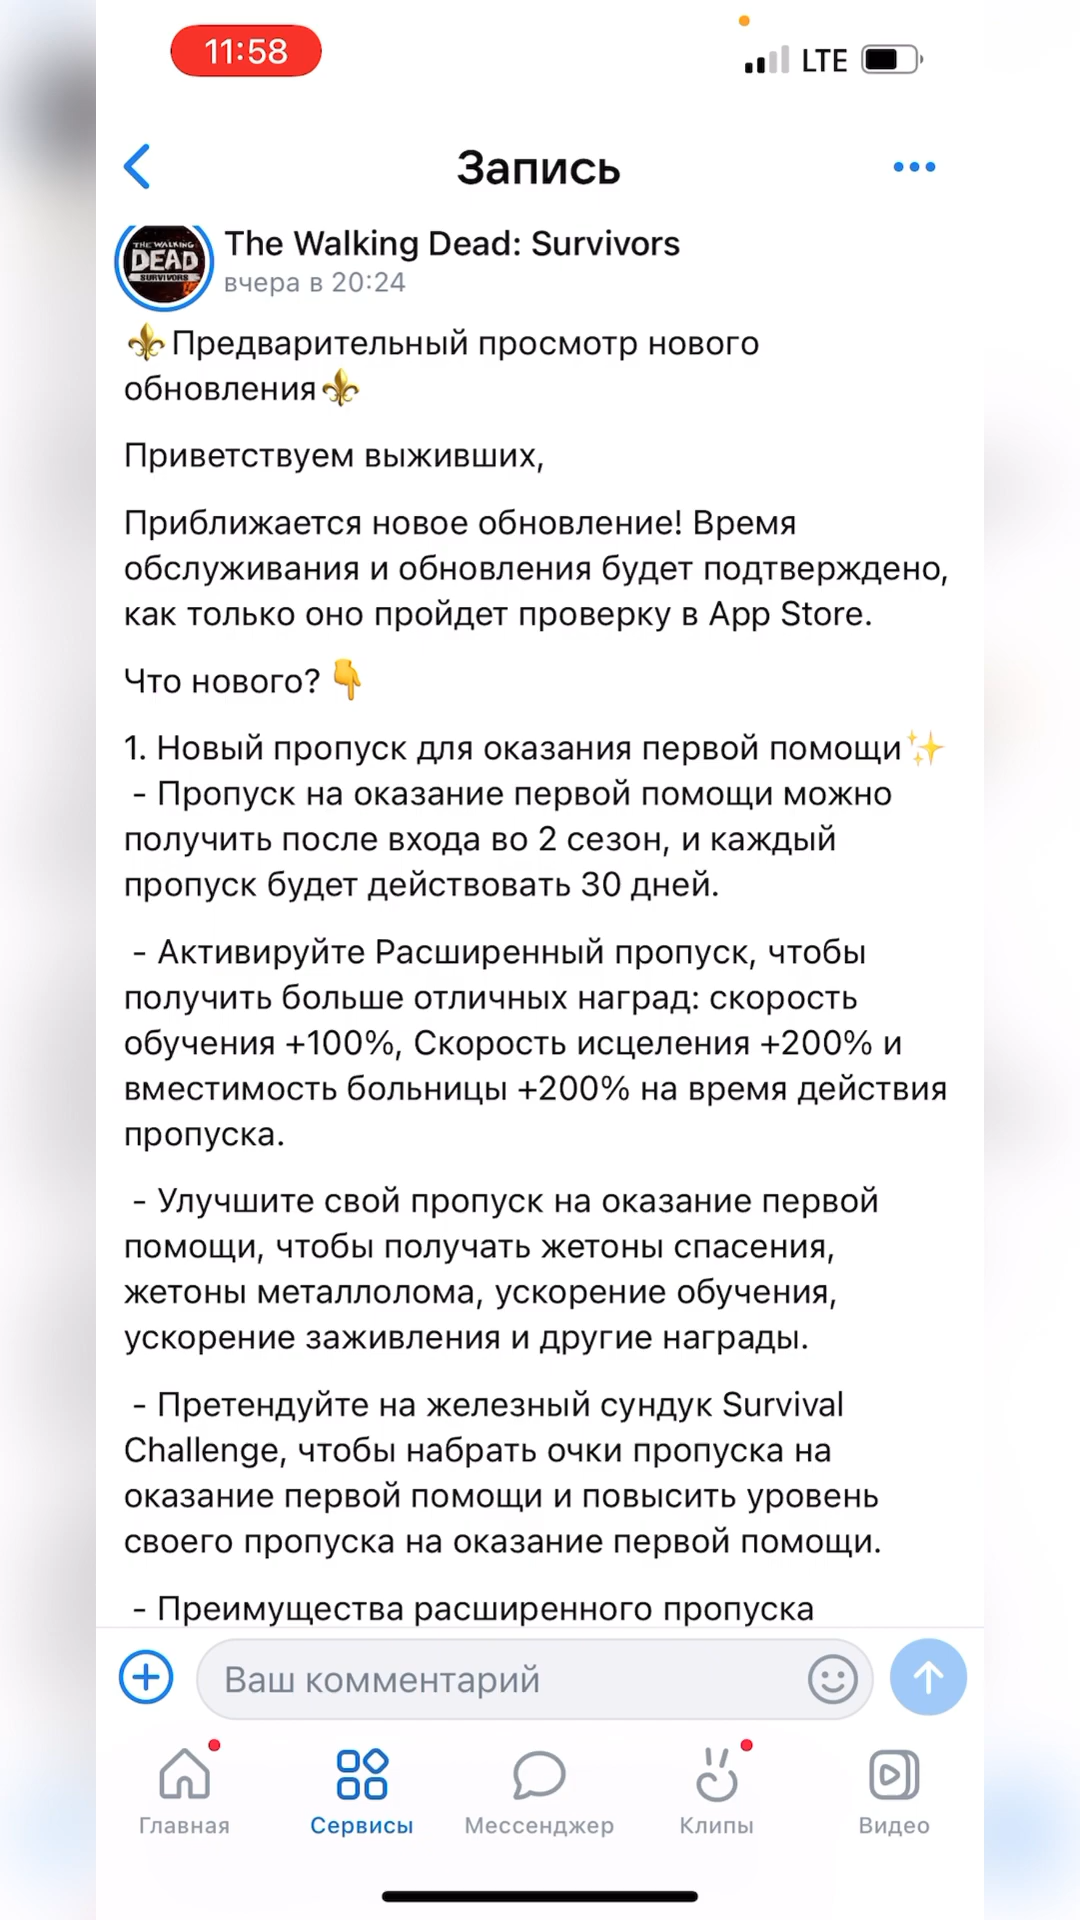 11:58
LTE
Запись
THE WALKING
DEAD
SURVIVORS
The Walking Dead: Survivors
вчера в 20:24
⚜️Предварительный просмотр нового
обновления⚜️
Приветствуем выживших,
Приближается новое обновление! Время
обслуживания и обновления будет подтверждено,
как только оно пройдет проверку в App Store.
Что нового? 👇
1. Новый пропуск для оказания первой помощи✨
- Пропуск на оказание первой помощи можно
получить после входа во 2 сезон, и каждый
пропуск будет действовать 30 дней.
- Активируйте Расширенный пропуск, чтобы
получить больше отличных наград: скорость
обучения +100%, Скорость исцеления +200% и
вместимость больницы +200% на время действия
пропуска.
- Улучшите свой пропуск на оказание первой
помощи, чтобы получать жетоны спасения,
жетоны металлолома, ускорение обучения,
ускорение заживления и другие награды.
- Претендуйте на железный сундук Survival
Challenge, чтобы набрать очки пропуска на
оказание первой помощи и повысить уровень
своего пропуска на оказание первой помощи.
- Преимущества расширенного пропуска
Ваш комментарий
Главная
Сервисы
Мессенджер
Клипы
Видео